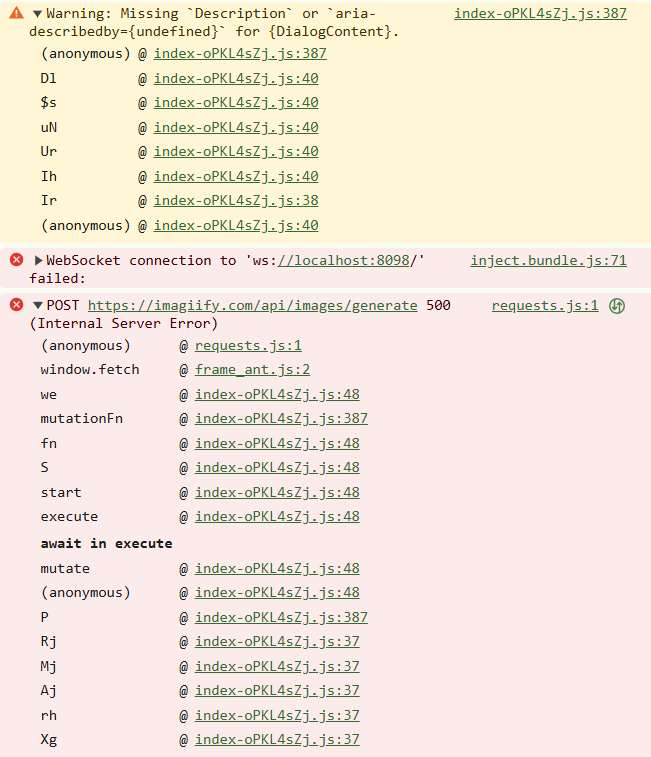 ▼Warning: Missing `Description` or `aria- index-oPKL4sZj.js:387
describedby={undefined}` for {DialogContent}.
(anonymous) @ index-oPKL4sZj.js:387
Dl @ index-oPKL4sZj.js:40
$s @ index-oPKL4sZj.js:40
uN @ index-oPKL4sZj.js:40
Ur @ index-oPKL4sZj.js:40
Ih @ index-oPKL4sZj.js:40
Ir @ index-oPKL4sZj.js:38
(anonymous) @ index-oPKL4sZj.js:40
▶WebSocket connection to 'ws://localhost:8098/' inject.bundle.js:71
failed:
▼POST https://imagiify.com/api/images/generate 500 requests.js:1
(Internal Server Error)
(anonymous) @ requests.js:1
window.fetch @ frame_ant.js:2
we @ index-oPKL4sZj.js:48
mutationFn @ index-oPKL4sZj.js:387
fn @ index-oPKL4sZj.js:48
S @ index-oPKL4sZj.js:48
start @ index-oPKL4sZj.js:48
execute @ index-oPKL4sZj.js:48
await in execute
mutate @ index-oPKL4sZj.js:48
(anonymous) @ index-oPKL4sZj.js:48
P @ index-oPKL4sZj.js:387
Rj @ index-oPKL4sZj.js:37
Mj @ index-oPKL4sZj.js:37
Aj @ index-oPKL4sZj.js:37
rh @ index-oPKL4sZj.js:37
Xg @ index-oPKL4sZj.js:37